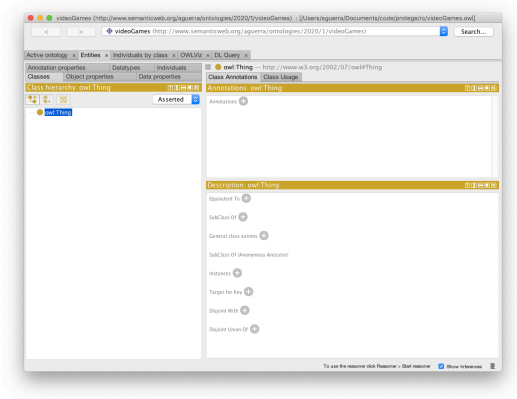 videoGames (http://www.semanticweb.org/aguerra/ontologies/2020/1/videoGames) : [/Users/aguerra/Documents/code/protege/rc/videoGames.owl]
< > videoGames (http://www.semanticweb.org/aguerra/ontologies/2020/1/videoGames) Search...
Active ontology × Entities × Individuals by class × OWLViz × DL Query ×
Annotation properties Datatypes Individuals
Classes Object properties Data properties
owl:Thing — http://www.w3.org/2002/07/owl#Thing
Class Annotations Class Usage
Class hierarchy: owl:Thing
Asserted
owl:Thing
Annotations: owl:Thing
Annotations
Description: owl:Thing
Equivalent To
SubClass Of
General class axioms
SubClass Of (Anonymous Ancestor)
Instances
Target for Key
Disjoint With
Disjoint Union Of
To use the reasoner click Reasoner > Start reasoner Show Inferences